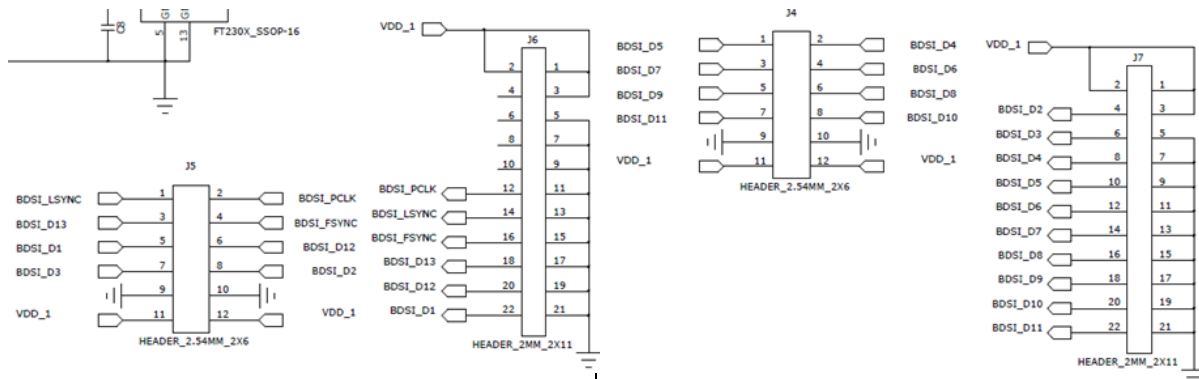 C8
GI
GI
5
13
FT230X_SSOP-16
J5
BDSI_LSYNC 1 2 BDSI_PCLK
BDSI_D13 3 4 BDSI_FSYNC
BDSI_D1 5 6 BDSI_D12
BDSI_D3 7 8 BDSI_D2
9 10
VDD_1 11 12 VDD_1
HEADER_2.54MM_2X6
VDD_1
J6
2 1
4 3
6 5
8 7
10 9
BDSI_PCLK 12 11
BDSI_LSYNC 14 13
BDSI_FSYNC 16 15
BDSI_D13 18 17
BDSI_D12 20 19
BDSI_D1 22 21
HEADER_2MM_2X11
J4
BDSI_D5 1 2 BDSI_D4
BDSI_D7 3 4 BDSI_D6
BDSI_D9 5 6 BDSI_D8
BDSI_D11 7 8 BDSI_D10
9 10
VDD_1 11 12 VDD_1
HEADER_2.54MM_2X6
VDD_1
J7
2 1
BDSI_D2 4 3
BDSI_D3 6 5
BDSI_D4 8 7
BDSI_D5 10 9
BDSI_D6 12 11
BDSI_D7 14 13
BDSI_D8 16 15
BDSI_D9 18 17
BDSI_D10 20 19
BDSI_D11 22 21
HEADER_2MM_2X11